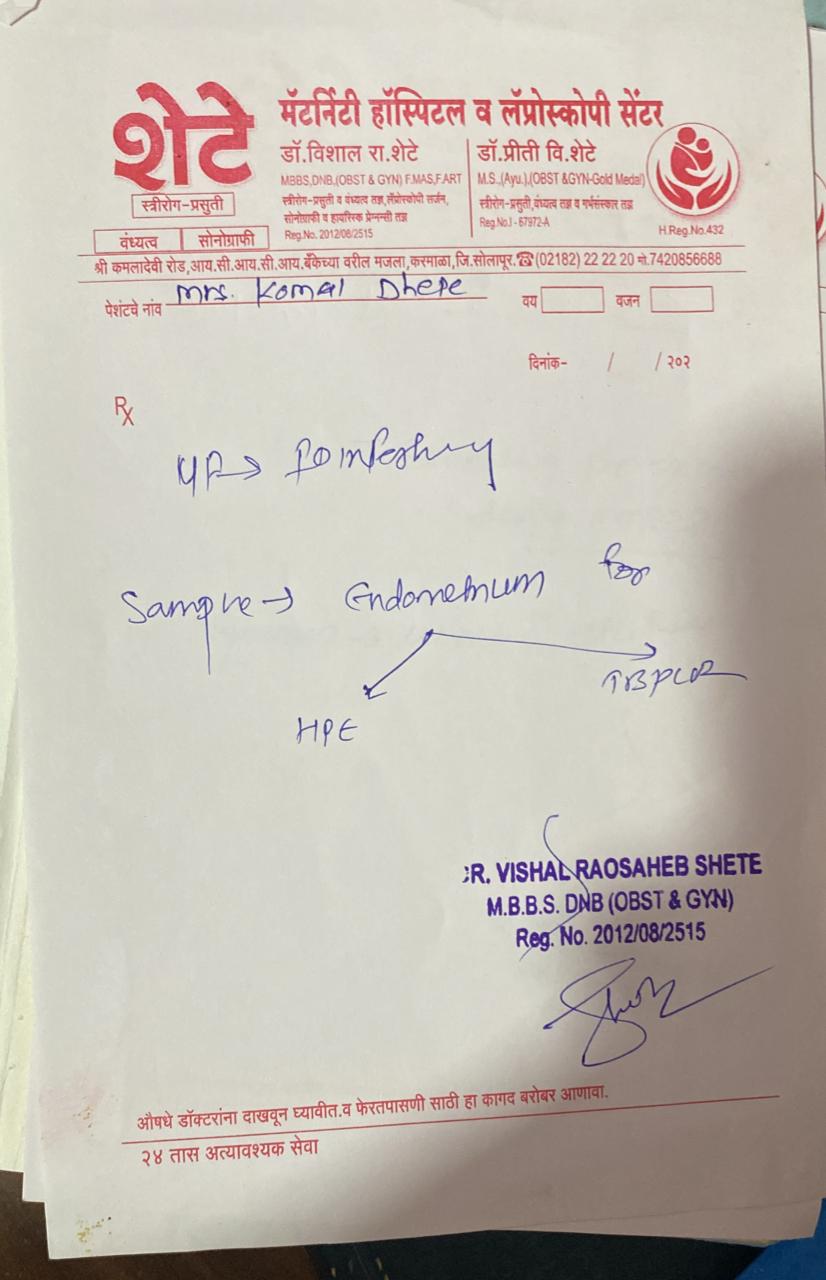 शेटे
स्त्रीरोग-प्रसुती
वंध्यत्व सोनोग्राफी
मॅटर्निटी हॉस्पिटल व लॅप्रोस्कोपी सेंटर
डॉ.विशाल रा.शेटे
MBBS,DNB,(OBST & GYN) F.MAS,F.ART
स्त्रीरोग-प्रसुती व वंध्यत्व तज्ञ,लॅप्रोस्कोपी सर्जन,
सोनोग्राफी व हायरिस्क प्रेग्नन्सी तज्ञ
Reg.No. 2012/08/2515
डॉ.प्रीती वि.शेटे
M.S.,(Ayu.),(OBST &GYN-Gold Medal)
स्त्रीरोग-प्रसुती,वंध्यत्व तज्ञ व गर्भसंस्कार तज्ञ
Reg.No.I - 67972-A
H.Reg.No.432
श्री कमलादेवी रोड,आय.सी.आय.सी.आय.बँकेच्या वरील मजला,करमाळा,जि.सोलापूर.☎(02182) 22 22 20 मो.7420856688
पेशंटचे नांव Mrs. Komal Dhepe वय वजन
दिनांक- / / २०२
Rx
Sample → Endometrium for
HPE TBPCR
:R. VISHAL RAOSAHEB SHETE
M.B.B.S. DNB (OBST & GYN)
Reg. No. 2012/08/2515
औषधे डॉक्टरांना दाखवून घ्यावीत.व फेरतपासणी साठी हा कागद बरोबर आणावा.
२४ तास अत्यावश्यक सेवा